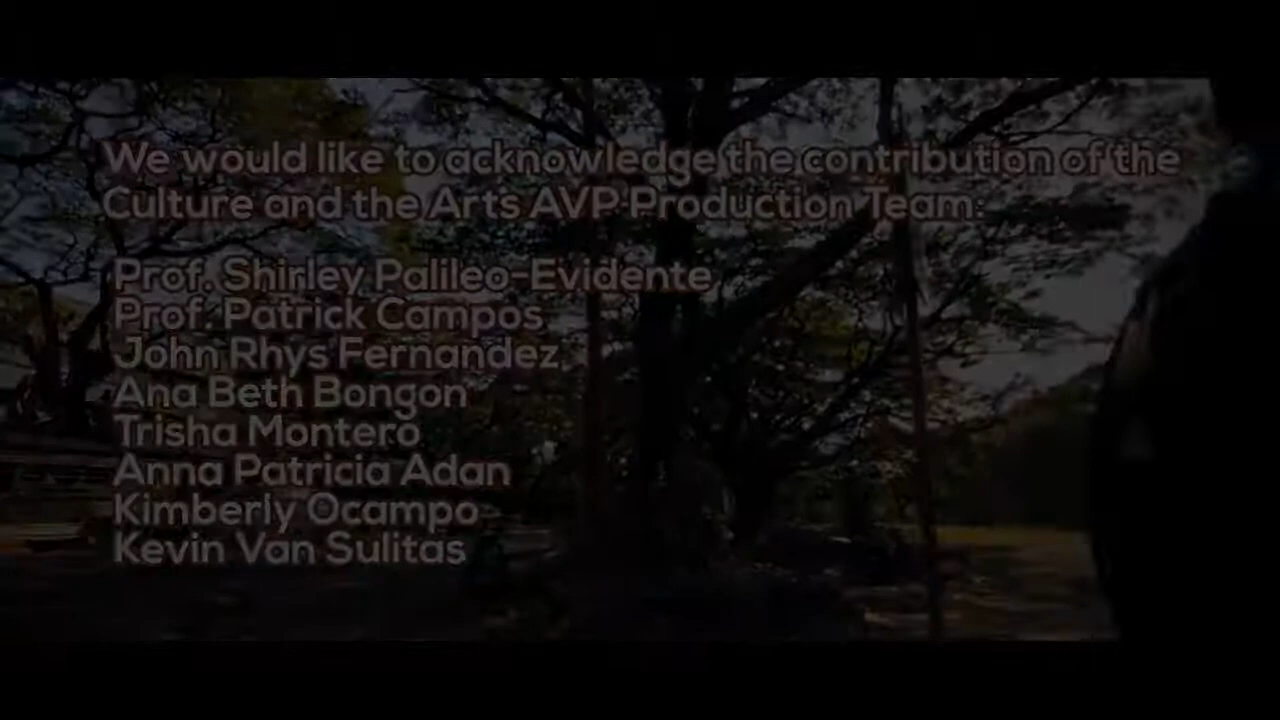 We would like to acknowledge the contribution of the
Culture and the Arts AVP Production Team:
Prof. Shirley Palileo-Evidente
Prof. Patrick Campos
John Rhys Fernandez
Ana Beth Bongon
Trisha Montero
Anna Patricia Adan
Kimberly Ocampo
Kevin Van Sulitas